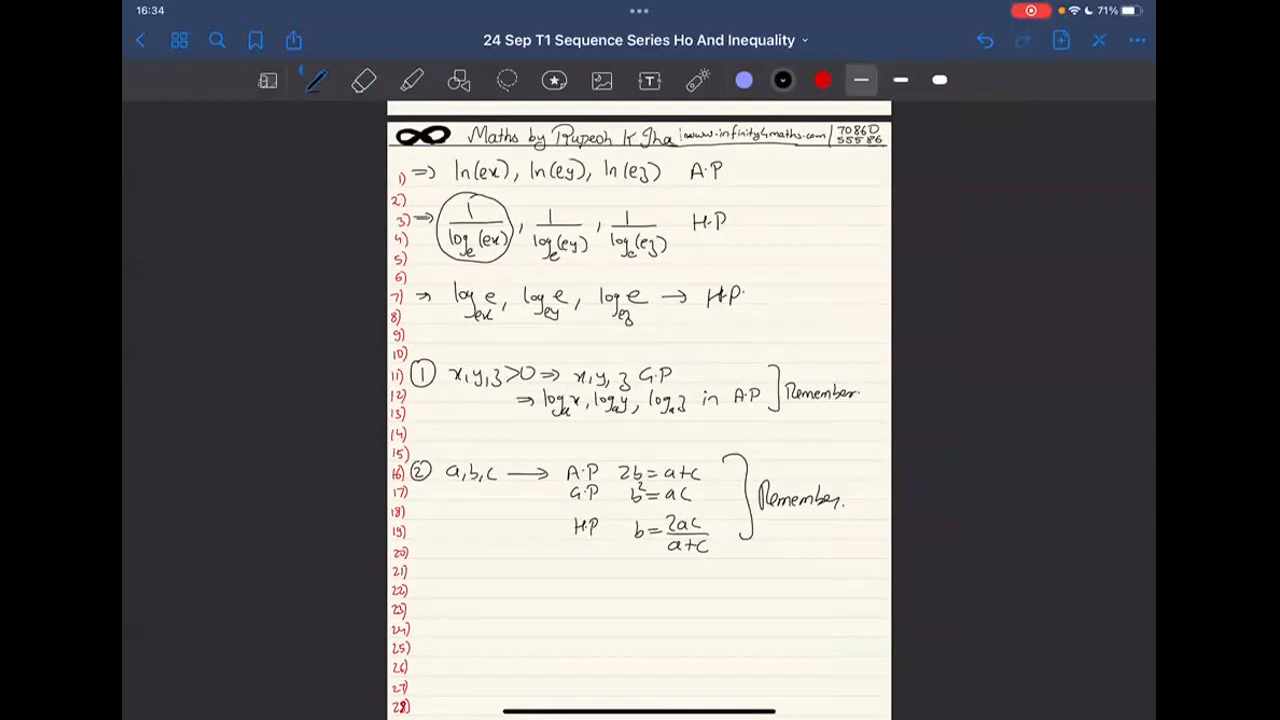 16:34
71%
24 Sep T1 Sequence Series Ho And Inequality
Maths by Rupesh K Jha | www.infinity4maths.com / 70860 55586
1) ⇒ ln(ex), ln(ey), ln(ez) A.P
2)
3) ⇒ 1/log_e(ex), 1/log_e(ey), 1/log_e(ez) H.P
4)
5)
6)
7) ⇒ log_ex e, log_ey e, log_ez e → H.P.
8)
9)
10)
11) ① x,y,z>0 ⇒ x,y,z G.P
12) ⇒ log_a x, log_a y, log_a z in A.P ] Remember.
13)
14)
15)
16) ② a,b,c → A.P 2b=a+c
17) G.P b²=ac ] Remember.
18)
19) H.P b=2ac/a+c
20)
21)
22)
23)
24)
25)
26)
27)
28)